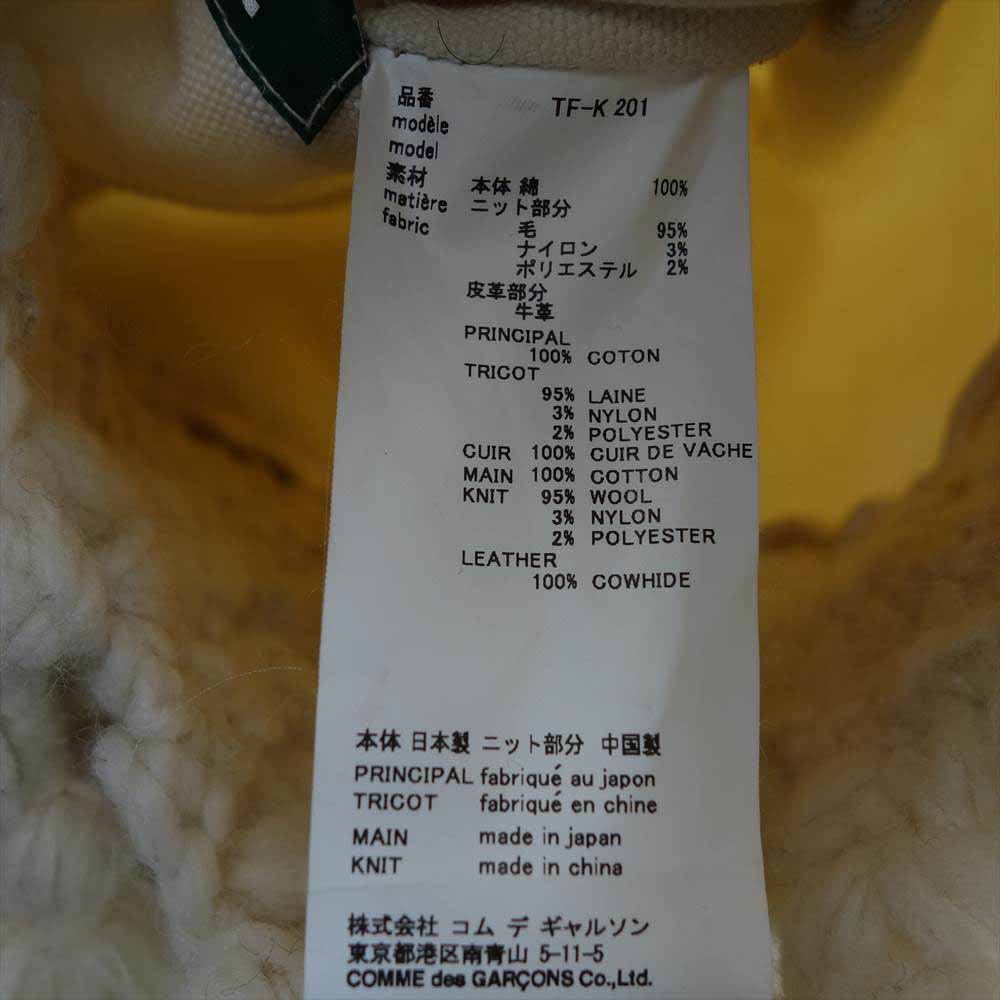 品番 TF-K 201
modèle
model
素材 本体 綿 100%
matière ニット部分
fabric 毛 95%
ナイロン 3%
ポリエステル 2%
皮革部分
牛革
PRINCIPAL
100% COTON
TRICOT
95% LAINE
3% NYLON
2% POLYESTER
CUIR 100% CUIR DE VACHE
MAIN 100% COTTON
KNIT 95% WOOL
3% NYLON
2% POLYESTER
LEATHER
100% COWHIDE
本体 日本製 ニット部分 中国製
PRINCIPAL fabriqué au japon
TRICOT fabriqué en chine
MAIN made in japan
KNIT made in china
株式会社 コム デ ギャルソン
東京都港区南青山 5-11-5
COMME des GARÇONS Co.,Ltd.